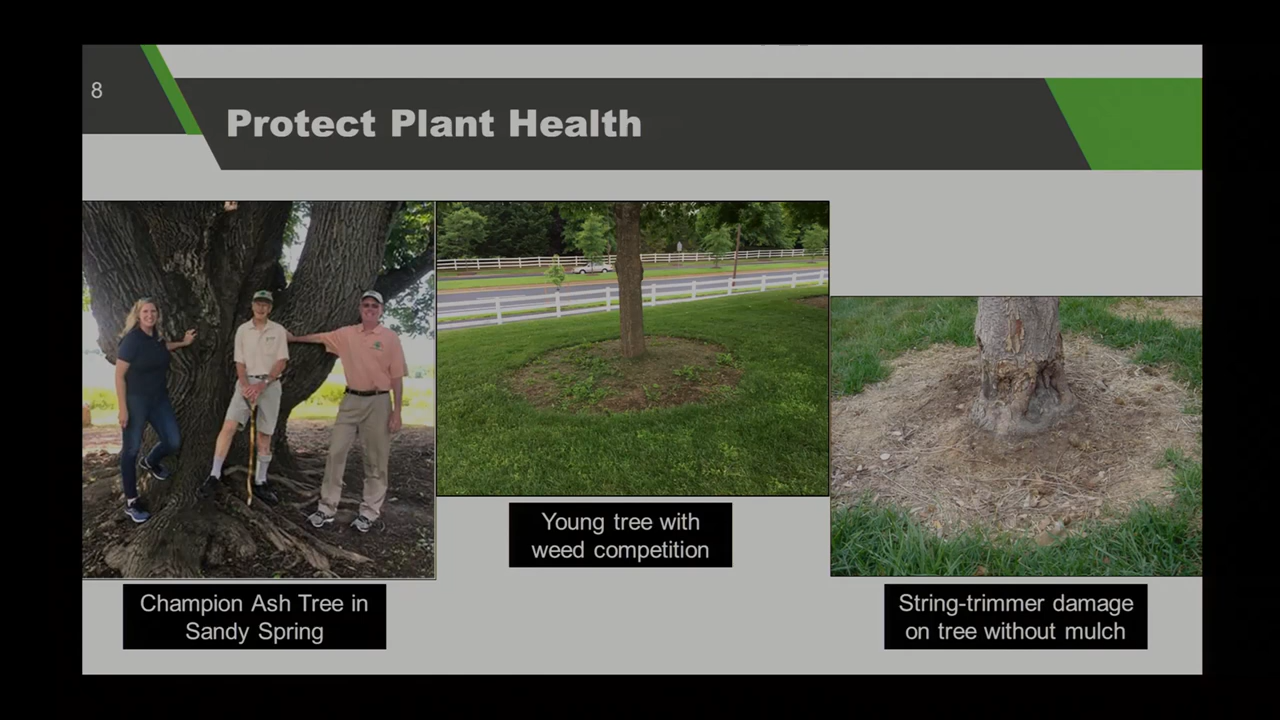 8
Protect Plant Health
Champion Ash Tree in
Sandy Spring
Young tree with
weed competition
String-trimmer damage
on tree without mulch